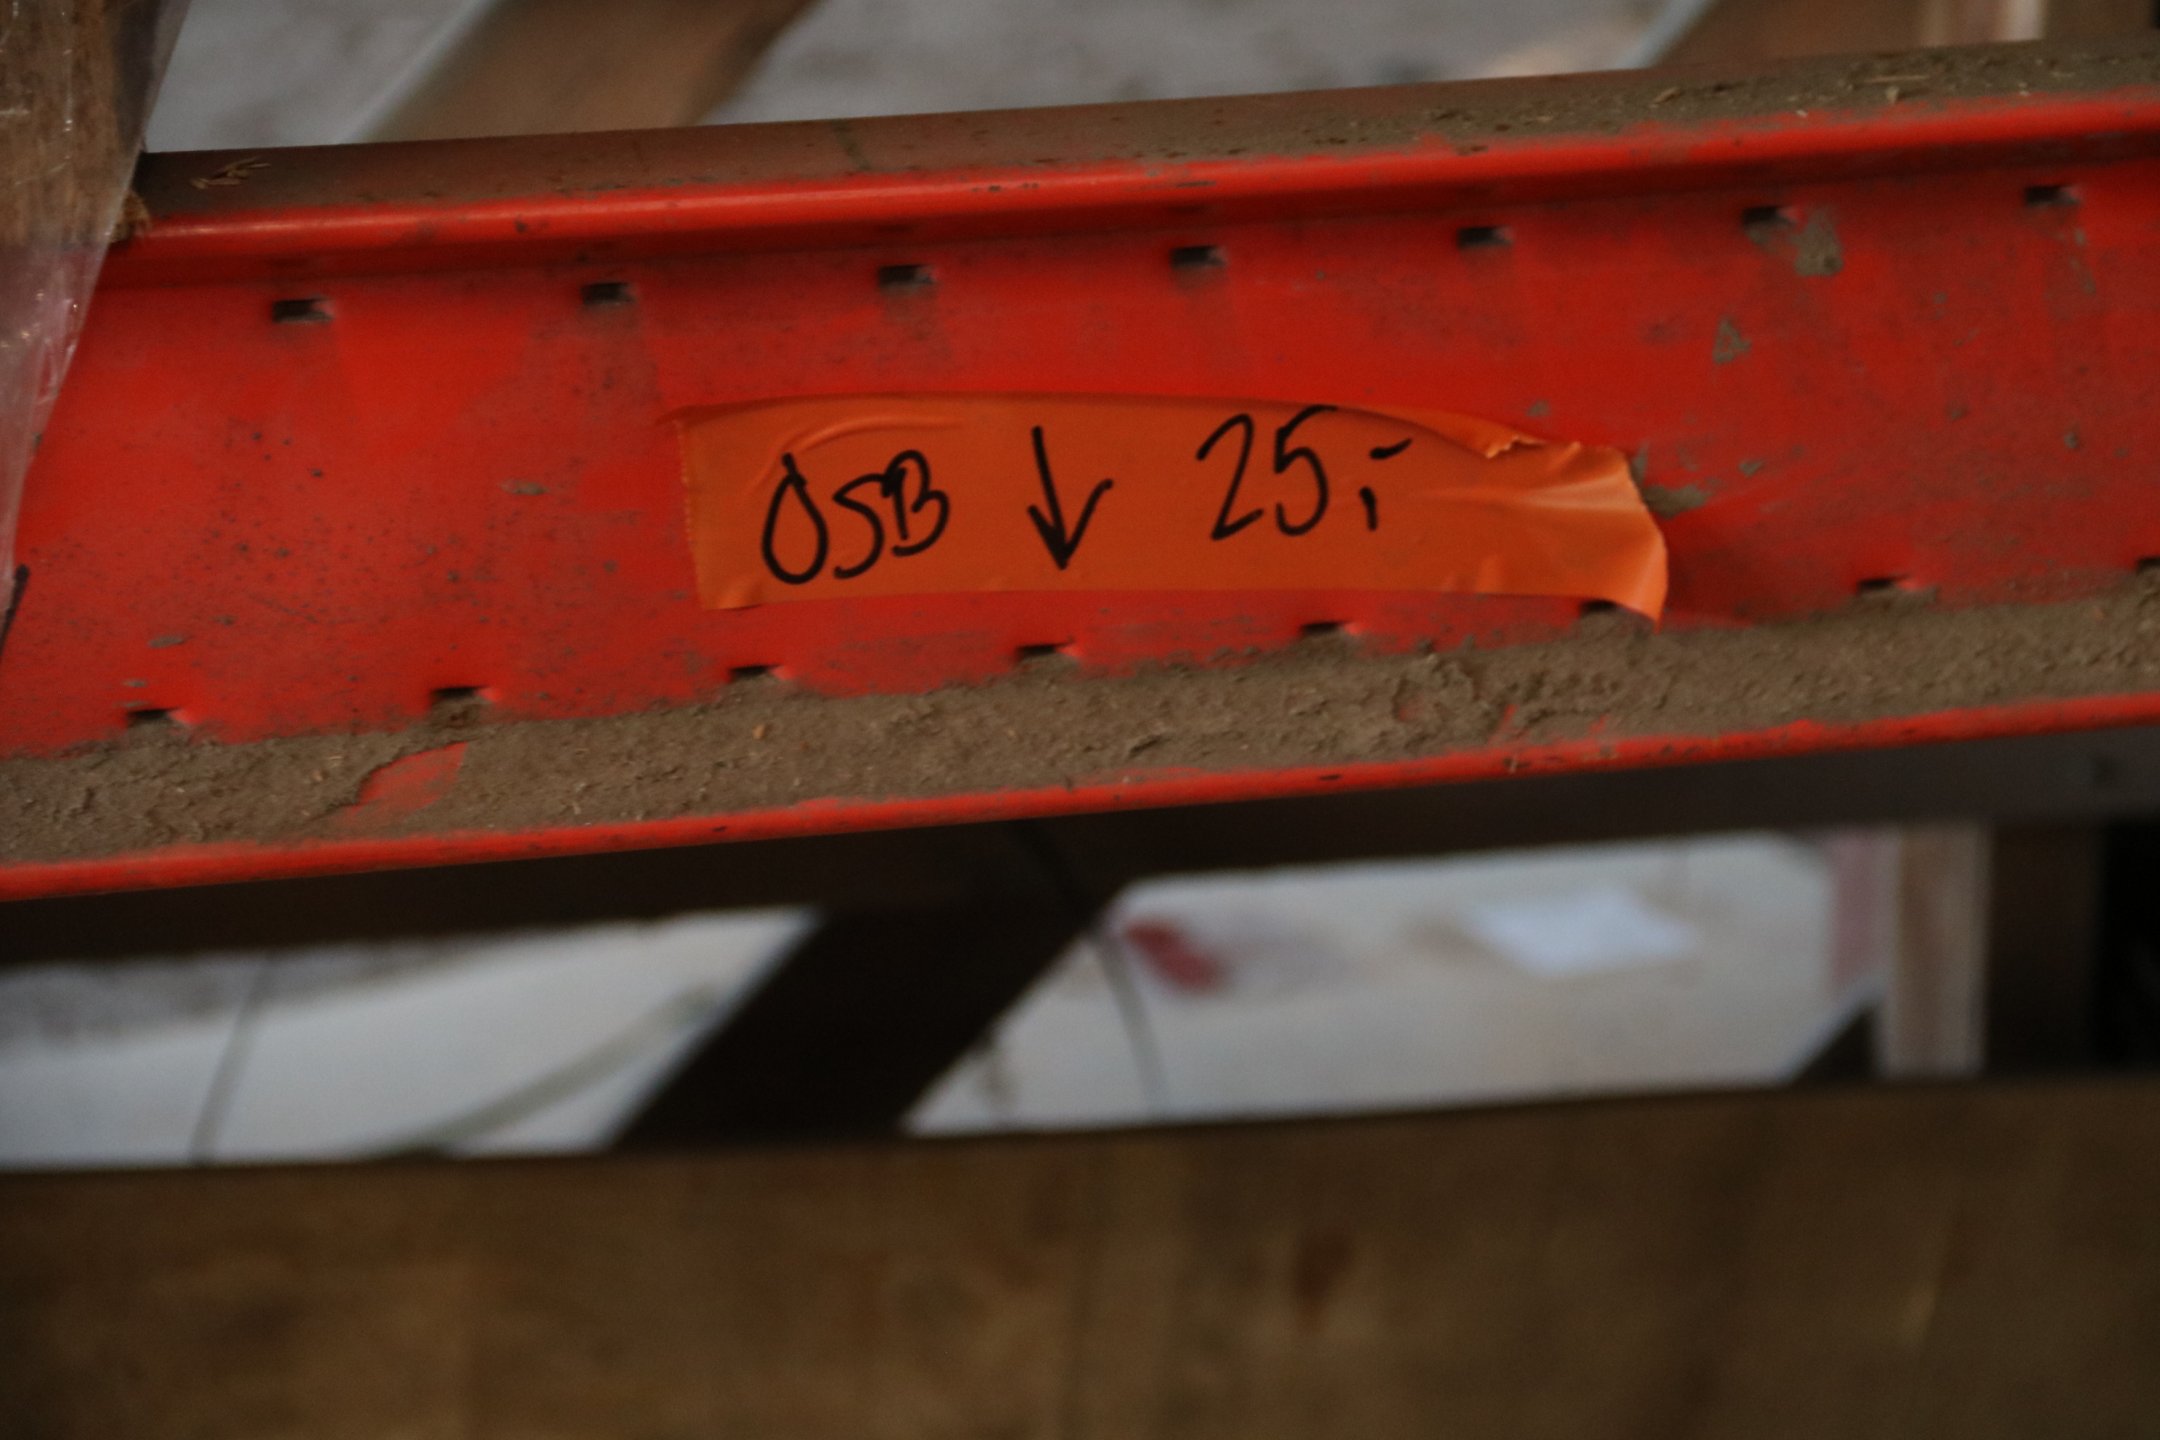 OSB ↓ 25,-